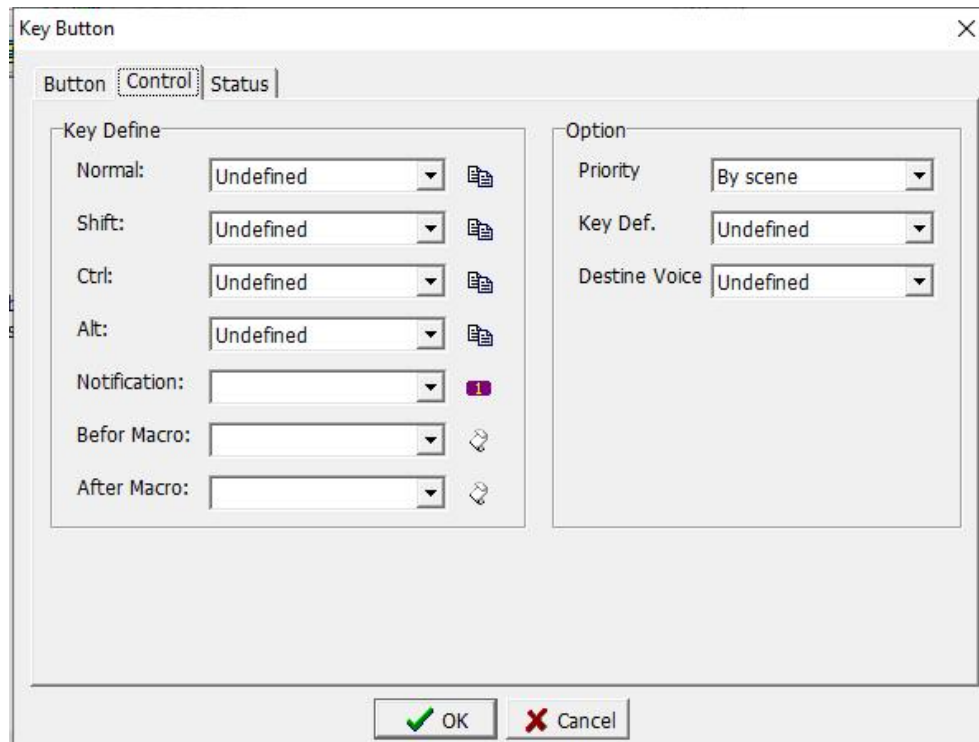 Key Button
Button Control Status
Key Define
Normal: Undefined
Shift: Undefined
Ctrl: Undefined
Alt: Undefined
Notification: 1
Befor Macro:
After Macro:
Option
Priority By scene
Key Def. Undefined
Destine Voice Undefined
OK Cancel